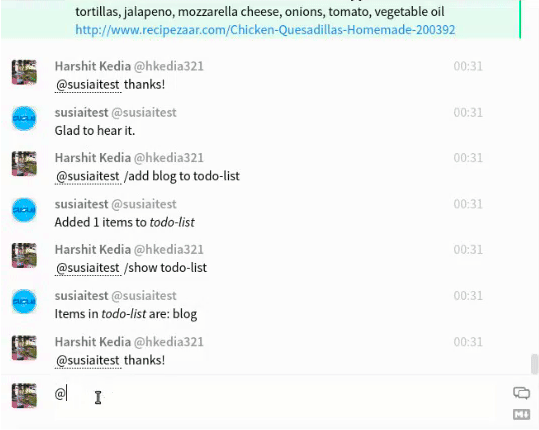 tortillas, jalapeno, mozzarella cheese, onions, tomato, vegetable oil
http://www.recipezaar.com/Chicken-Quesadillas-Homemade-200392
Harshit Kedia @hkedia321 00:31
@susiaitest thanks!
susiaitest @susiaitest 00:31
Glad to hear it.
Harshit Kedia @hkedia321 00:31
@susiaitest /add blog to todo-list
susiaitest @susiaitest 00:31
Added 1 items to todo-list
Harshit Kedia @hkedia321 00:31
@susiaitest /show todo-list
susiaitest @susiaitest 00:31
Items in todo-list are: blog
Harshit Kedia @hkedia321 00:31
@susiaitest thanks!
@